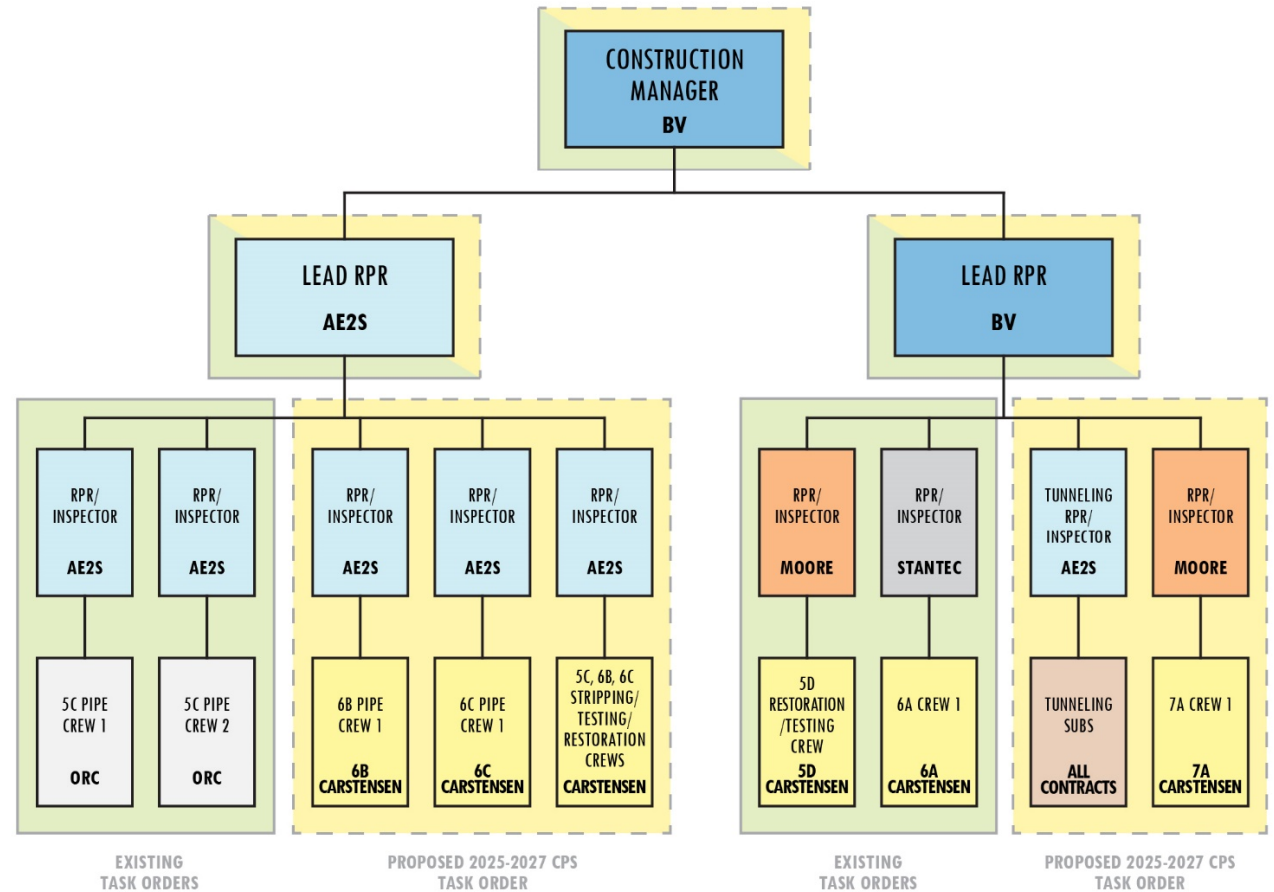 CONSTRUCTION
MANAGER
BV
LEAD RPR
AE2S
LEAD RPR
BV
RPR/
INSPECTOR
AE2S
RPR/
INSPECTOR
AE2S
RPR/
INSPECTOR
AE2S
RPR/
INSPECTOR
AE2S
RPR/
INSPECTOR
AE2S
RPR/
INSPECTOR
MOORE
RPR/
INSPECTOR
STANTEC
TUNNELING
RPR/
INSPECTOR
AE2S
RPR/
INSPECTOR
MOORE
5C PIPE
CREW 1
ORC
5C PIPE
CREW 2
ORC
6B PIPE
CREW 1
6B
CARSTENSEN
6C PIPE
CREW 1
6C
CARSTENSEN
5C, 6B, 6C
STRIPPING/
TESTING/
RESTORATION
CREWS
CARSTENSEN
5D
RESTORATION
/TESTING
CREW
5D
CARSTENSEN
6A CREW 1
6A
CARSTENSEN
TUNNELING
SUBS
ALL
CONTRACTS
7A CREW 1
7A
CARSTENSEN
EXISTING
TASK ORDERS
PROPOSED 2025-2027 CPS
TASK ORDER
EXISTING
TASK ORDERS
PROPOSED 2025-2027 CPS
TASK ORDER